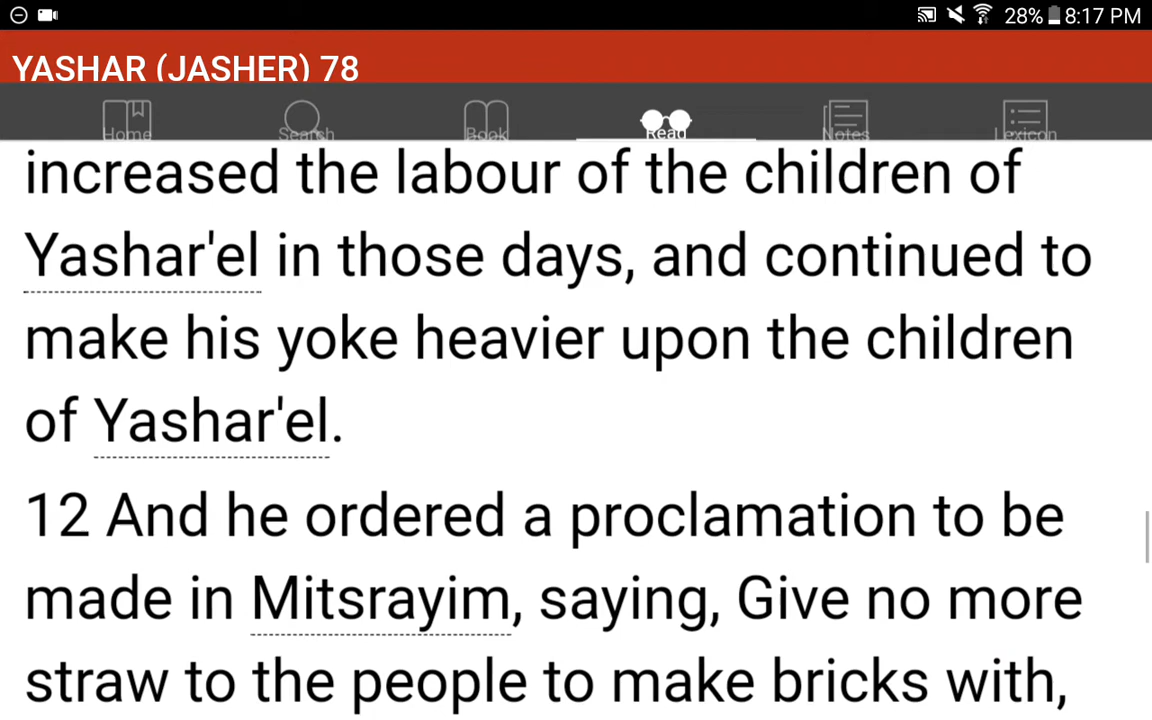 28% 8:17 PM
YASHAR (JASHER) 78
Home Search Book Read Notes Lexicon
increased the labour of the children of
Yashar'el in those days, and continued to
make his yoke heavier upon the children
of Yashar'el.
12 And he ordered a proclamation to be
made in Mitsrayim, saying, Give no more
straw to the people to make bricks with,